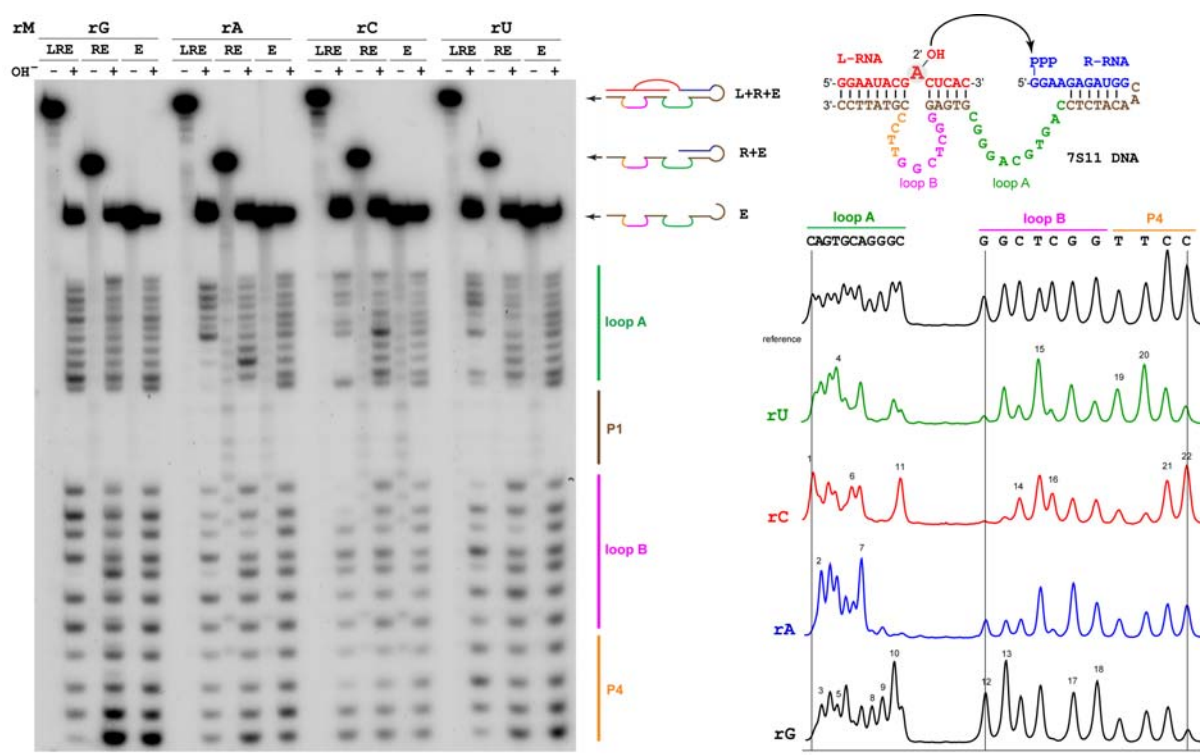 rM rG rA rC rU
LRE RE E LRE RE E LRE RE E LRE RE E
OH⁻ - + - + - + - + - + - + - + - + - + - + - + - +
L+R+E
R+E
E
loop A
P1
loop B
P4
2' OH
L-RNA A PPP R-RNA
5'-GGAAUACG CUCAC-3' 5'-GGAAGAGAUGG
3'-CCTTATGC GAGTG CCTCTACA
C
A
C
T
T
G
G
C
T
C
G
G
C
G
G
G
A
C
G
T
G
A
loop B loop A 7S11 DNA
loop A loop B P4
CAGTGCAGGGC G G C T C G G T T C C
reference
4 15 19 20
rU
1 6 11 14 16 21 22
rC
2 7
rA
3 5 8 9 10 12 13 17 18
rG